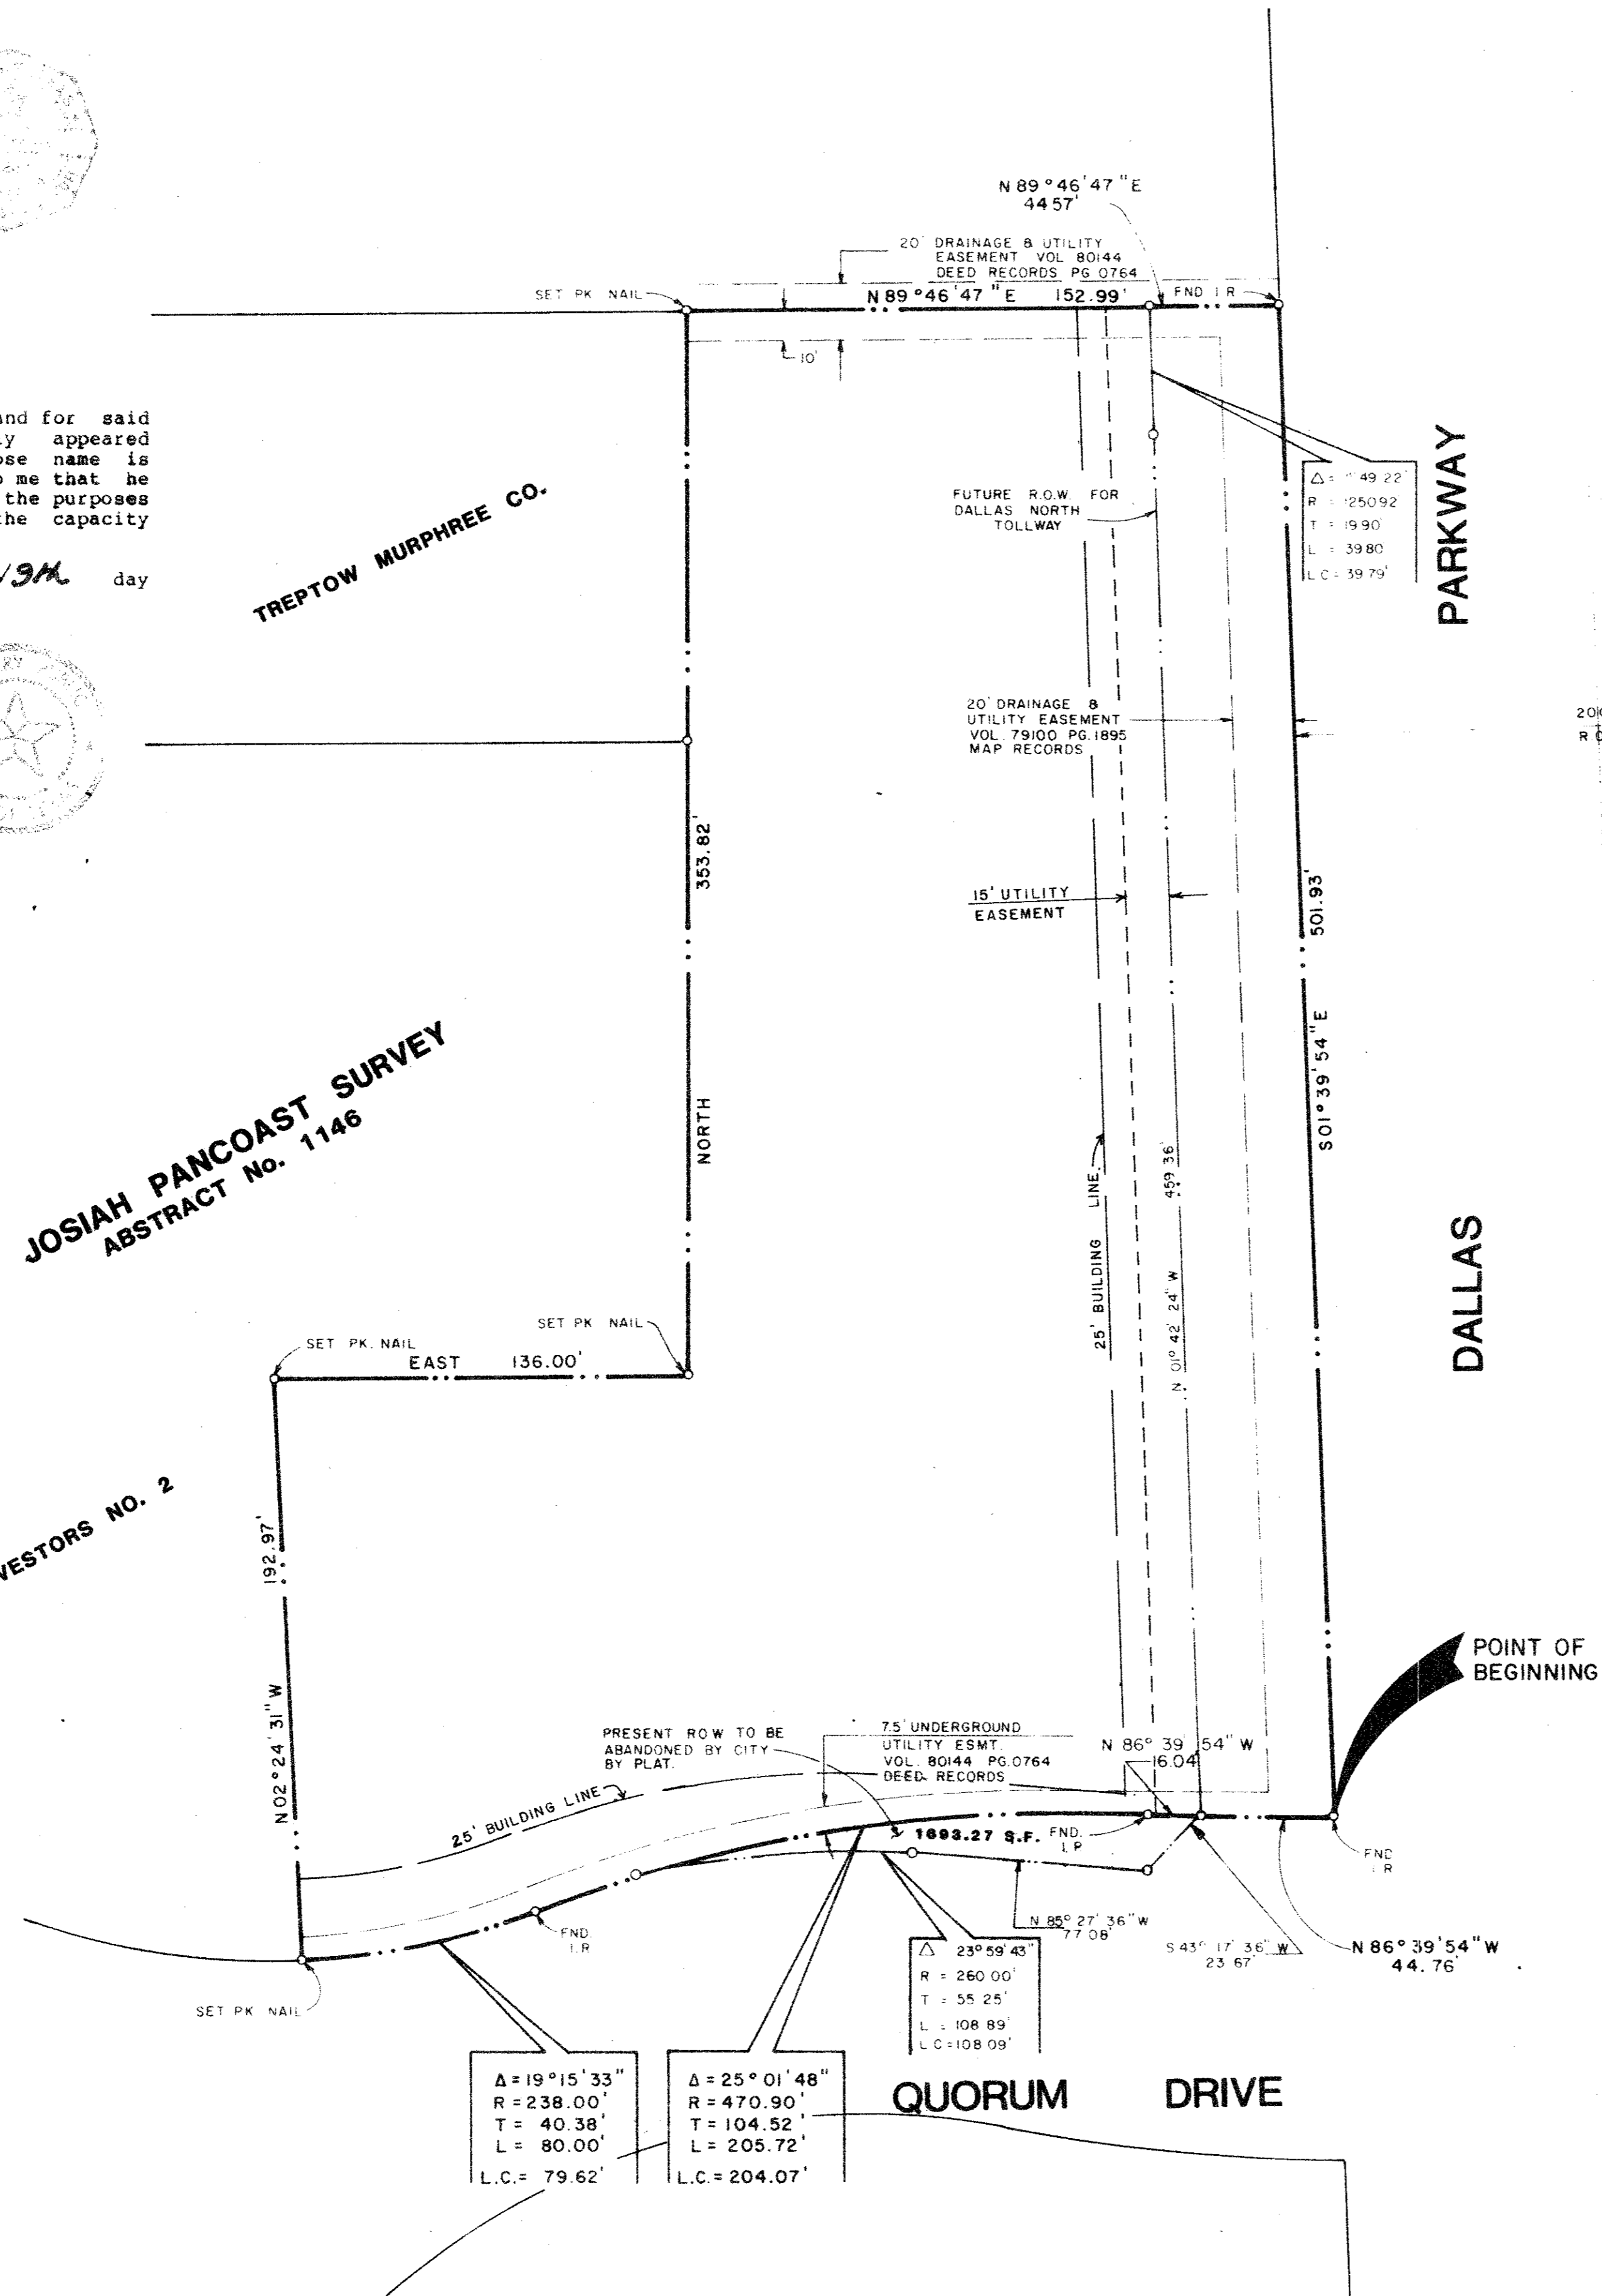 N 89°46'47"E
44.57'
20' DRAINAGE & UTILITY
EASEMENT VOL 80144
DEED RECORDS PG 0764
SET PK NAIL
N 89°46'47"E 152.99'
FND I R
10'
and for said
appeared
name is
me that he
the purposes
the capacity
19th day
TREPTOW MURPHREE CO.
FUTURE R.O.W. FOR
DALLAS NORTH
TOLLWAY
49 22
T = 19 90
L = 39 80
L C = 39 79'
PARKWAY
20' DRAINAGE &
UTILITY EASEMENT
VOL. 79100 PG. 1895
MAP RECORDS
353.82'
NORTH
15' UTILITY
EASEMENT
501.93'
S 01° 39' 54" E
JOSIAH PANCOAST SURVEY
ABSTRACT No. 1146
25' BUILDING LINE
459 36'
N. 01° 42' 24" W
DALLAS
SET PK. NAIL
SET PK NAIL
EAST 136.00'
NO. 2
192.97'
N 02° 24' 31" W
POINT OF
BEGINNING
PRESENT ROW TO BE
ABANDONED BY CITY
BY PLAT.
7.5' UNDERGROUND
UTILITY ESMT.
VOL. 80144 PG.0764
DEED RECORDS
N 86° 39' 54" W
16.04'
25' BUILDING LINE
1693.27 S.F.
FND.
I. R
FND
I R
FND.
I.R
N 85° 27' 36" W
77 08'
S 43° 17' 36" W
23 67'
N 86° 39' 54" W
44.76'
SET PK NAIL
Δ 23° 59' 43"
R = 260 00'
T = 55 25'
L = 108 89'
L C = 108 09'
Δ = 19° 15' 33"
R = 238.00'
T = 40.38'
L = 80.00'
L.C. = 79.62'
Δ = 25° 01' 48"
R = 470.90'
T = 104.52'
L = 205.72'
L.C. = 204.07'
QUORUM DRIVE